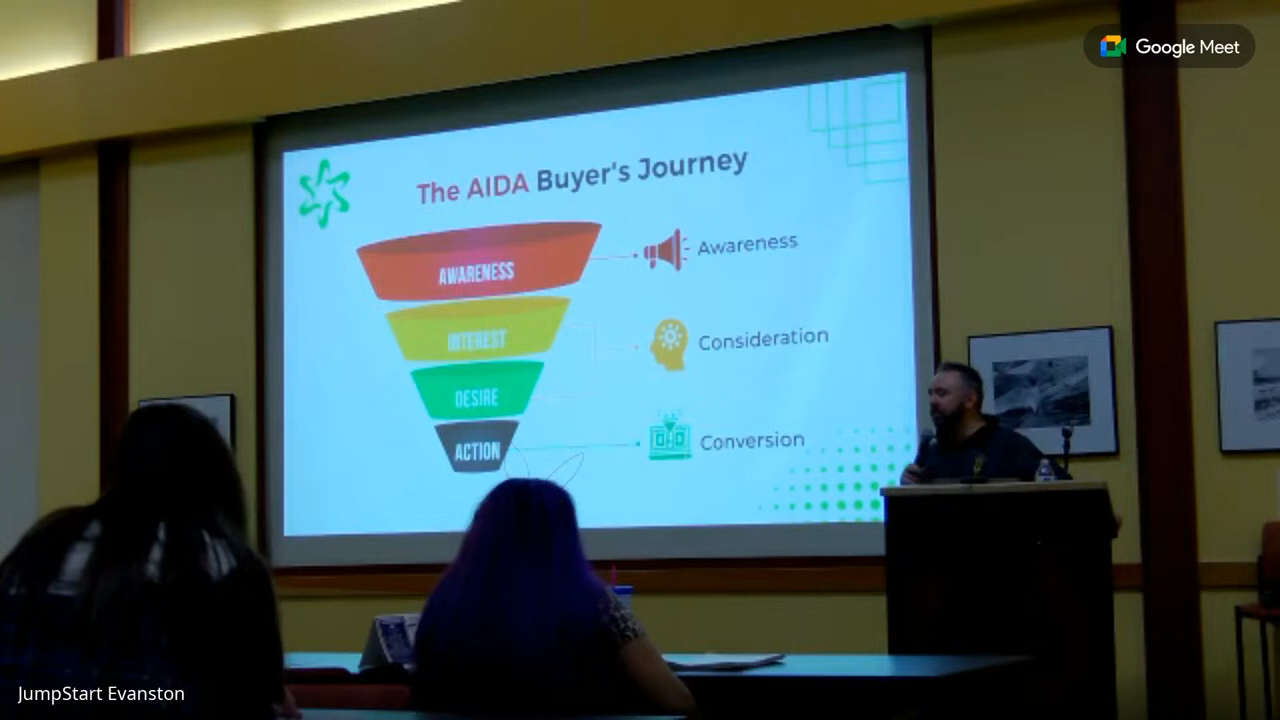 Google Meet
The AIDA Buyer's Journey
AWARENESS
Awareness
INTEREST
Consideration
DESIRE
ACTION
Conversion
JumpStart Evanston